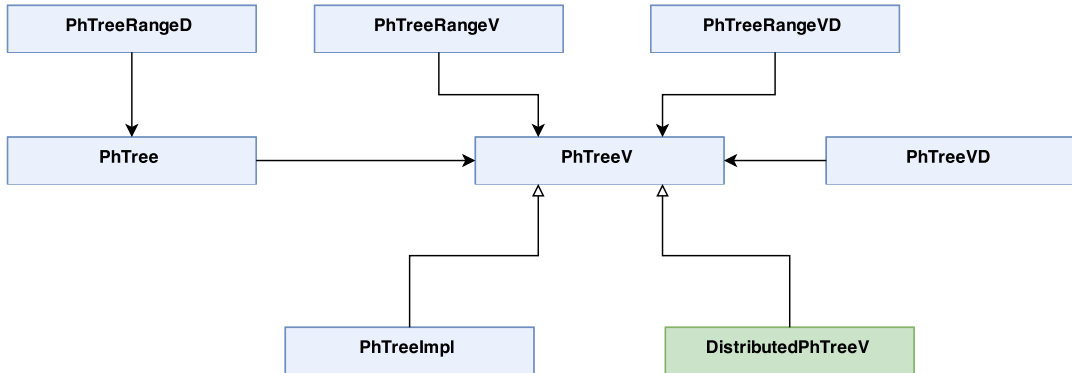 PhTreeRangeD
PhTreeRangeV
PhTreeRangeVD
PhTree
PhTreeV
PhTreeVD
PhTreeImpl
DistributedPhTreeV